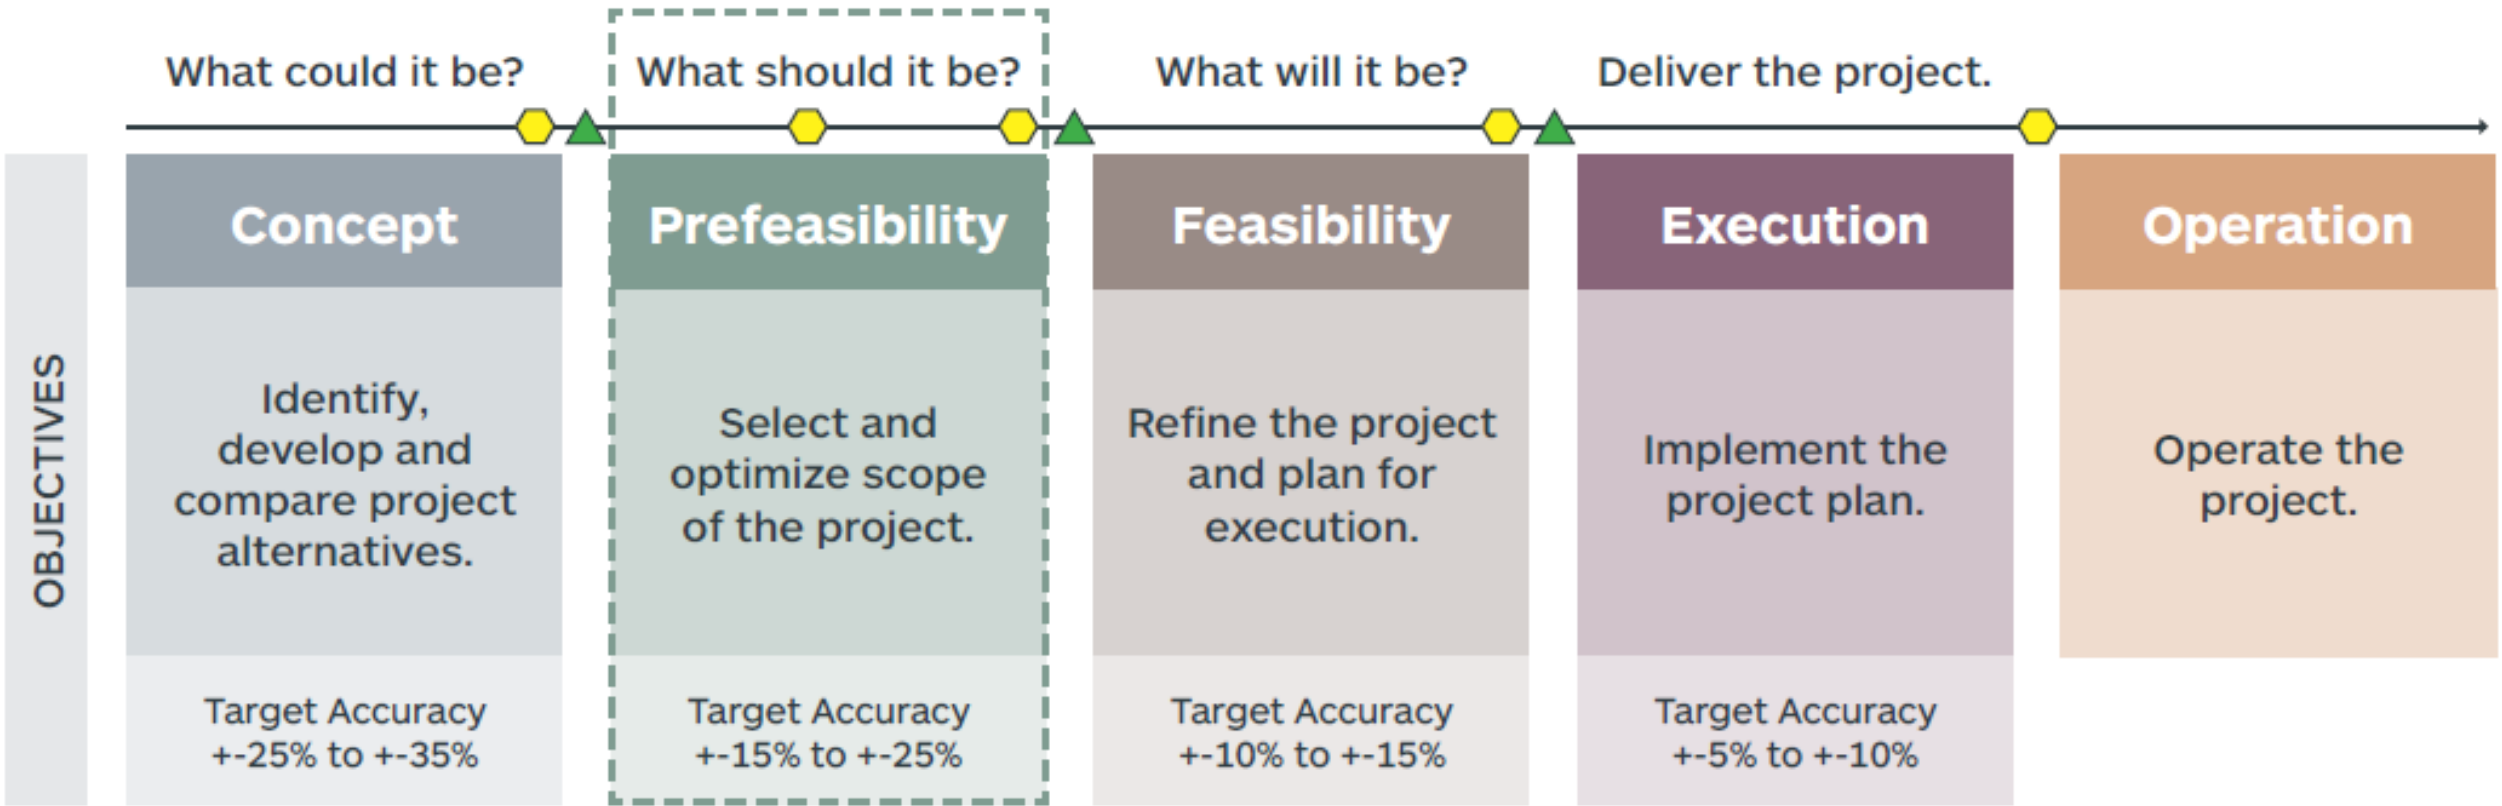 What could it be?
What should it be?
What will it be?
Deliver the project.
OBJECTIVES
Concept
Identify,
develop and
compare project
alternatives.
Target Accuracy
+-25% to +-35%
Prefeasibility
Select and
optimize scope
of the project.
Target Accuracy
+-15% to +-25%
Feasibility
Refine the project
and plan for
execution.
Target Accuracy
+-10% to +-15%
Execution
Implement the
project plan.
Target Accuracy
+-5% to +-10%
Operation
Operate the
project.